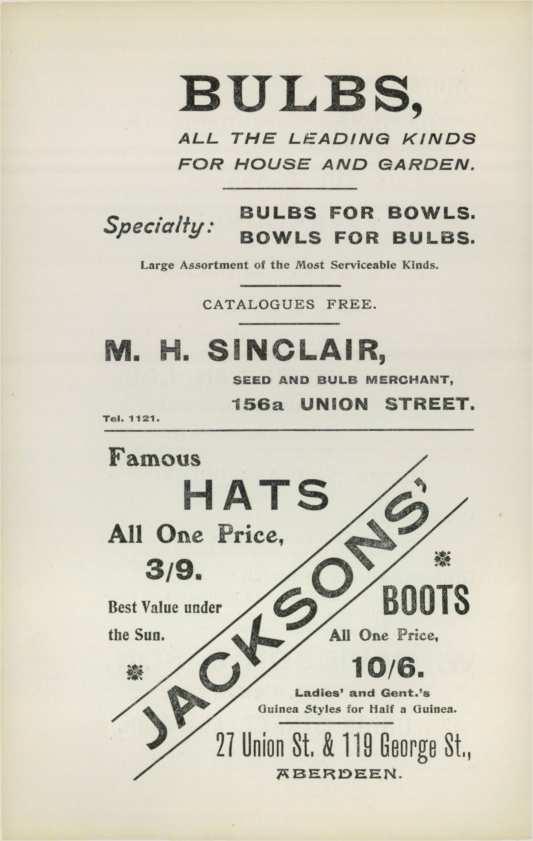 BULBS,
ALL THE LEADING KINDS
FOR HOUSE AND GARDEN.
Specialty: BULBS FOR BOWLS.
BOWLS FOR BULBS.
Large Assortment of the Most Serviceable Kinds.
CATALOGUES FREE.
M. H. SINCLAIR,
SEED AND BULB MERCHANT,
156a UNION STREET.
Tel. 1121.
Famous
HATS
All One Price,
3/9.
Best Value under
the Sun.
JACKSONS'
BOOTS
All One Price,
10/6.
Ladies' and Gent.'s
Guinea Styles for Half a Guinea.
27 Union St. & 119 George St.,
ABERDEEN.